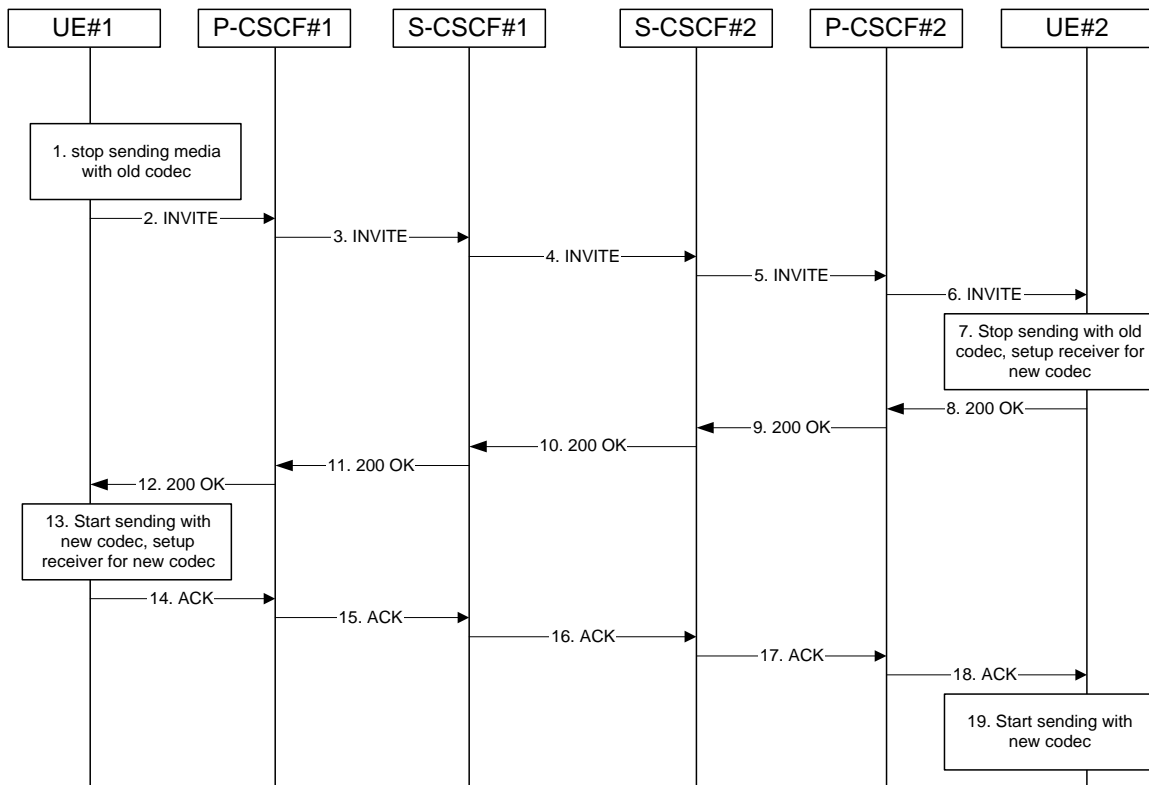 UE#1
P-CSCF#1
S-CSCF#1
S-CSCF#2
P-CSCF#2
UE#2
1. stop sending media
with old codec
2. INVITE
3. INVITE
4. INVITE
5. INVITE
6. INVITE
7. Stop sending with old
codec, setup receiver for
new codec
8. 200 OK
9. 200 OK
10. 200 OK
11. 200 OK
12. 200 OK
13. Start sending with
new codec, setup
receiver for new codec
14. ACK
15. ACK
16. ACK
17. ACK
18. ACK
19. Start sending with
new codec